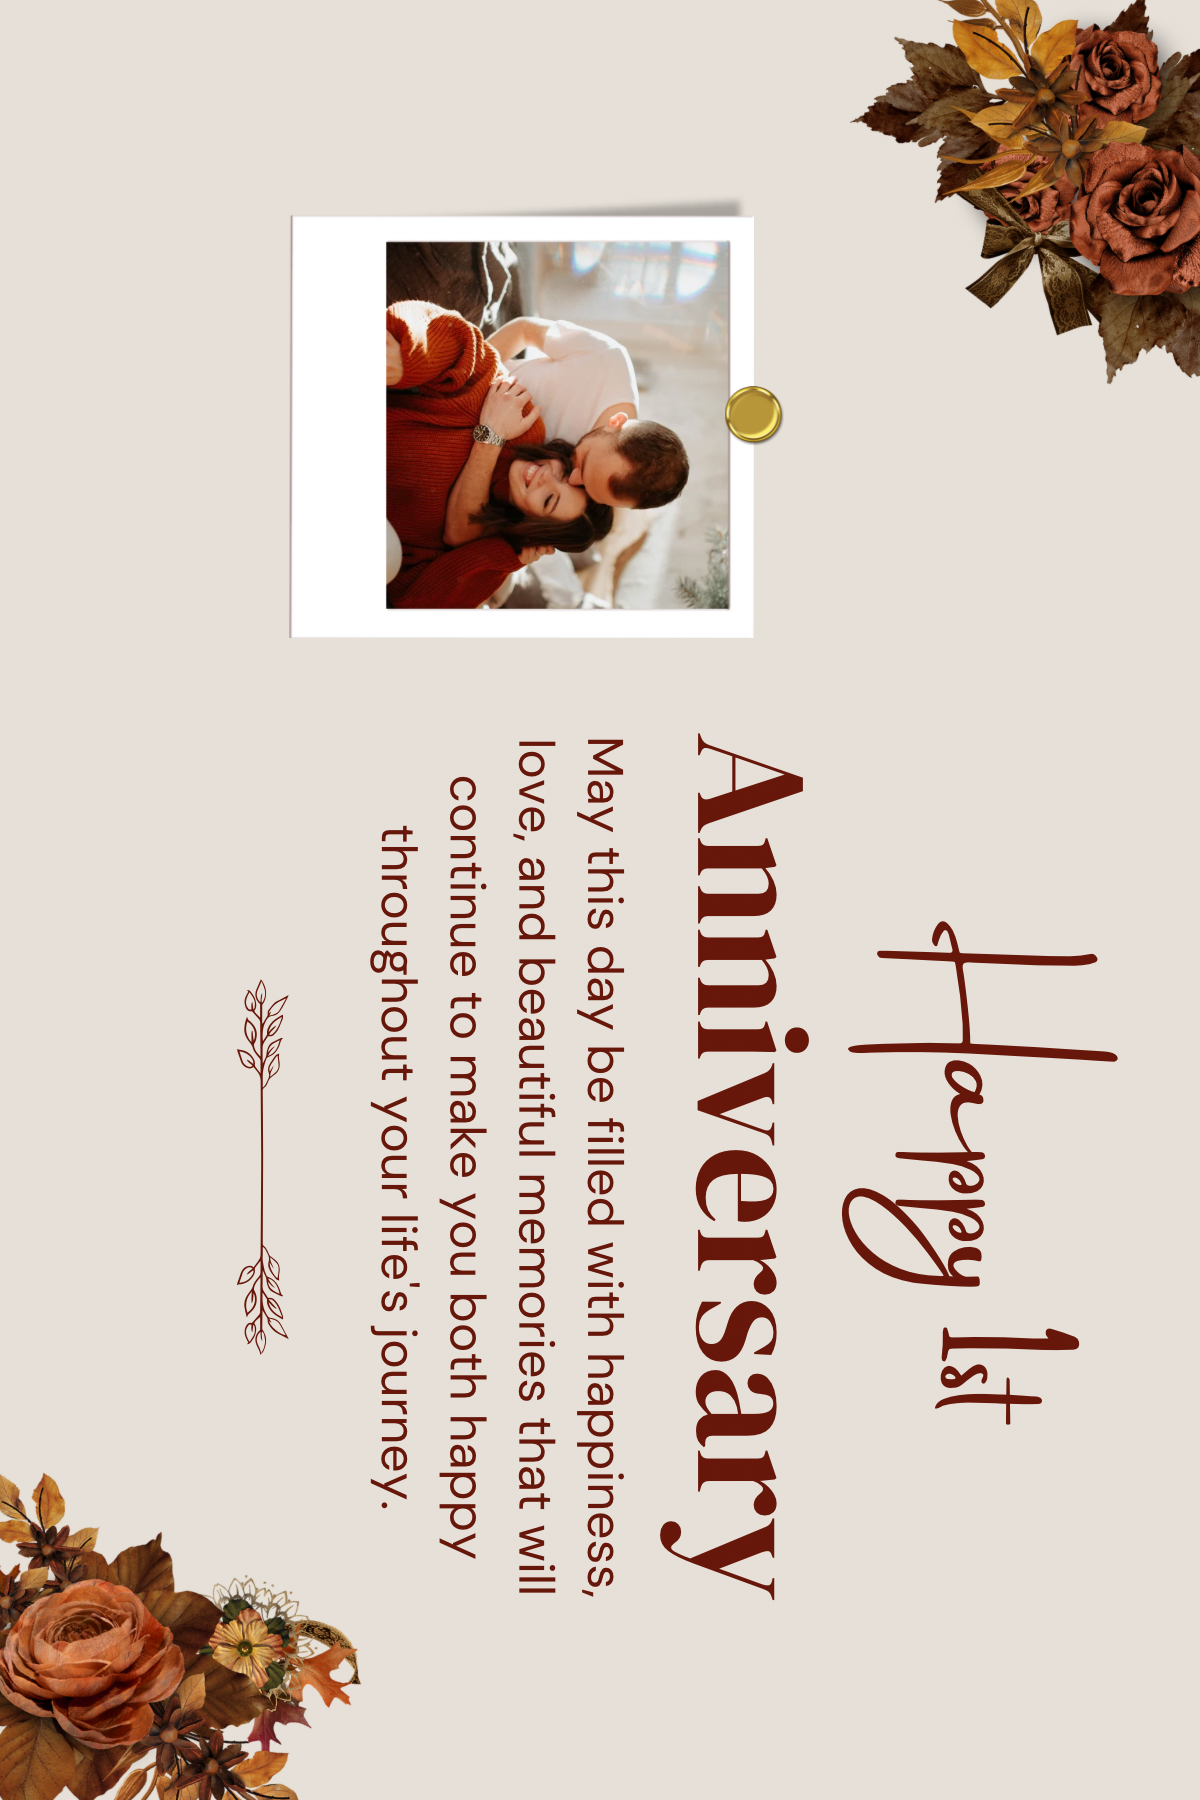 Happy 1st
Anniversary
May this day be filled with happiness,
love, and beautiful memories that will
continue to make you both happy
throughout your life's journey.